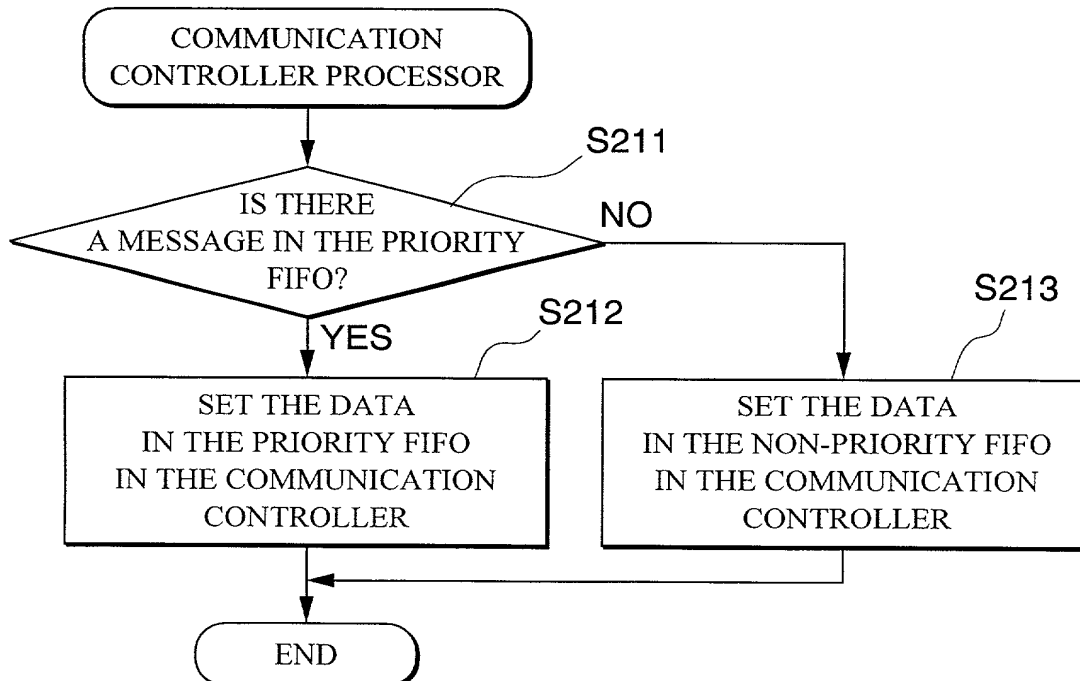 COMMUNICATION
CONTROLLER PROCESSOR
S211
IS THERE
A MESSAGE IN THE PRIORITY
FIFO?
NO
YES
S212
S213
SET THE DATA
IN THE PRIORITY FIFO
IN THE COMMUNICATION
CONTROLLER
SET THE DATA
IN THE NON-PRIORITY FIFO
IN THE COMMUNICATION
CONTROLLER
END